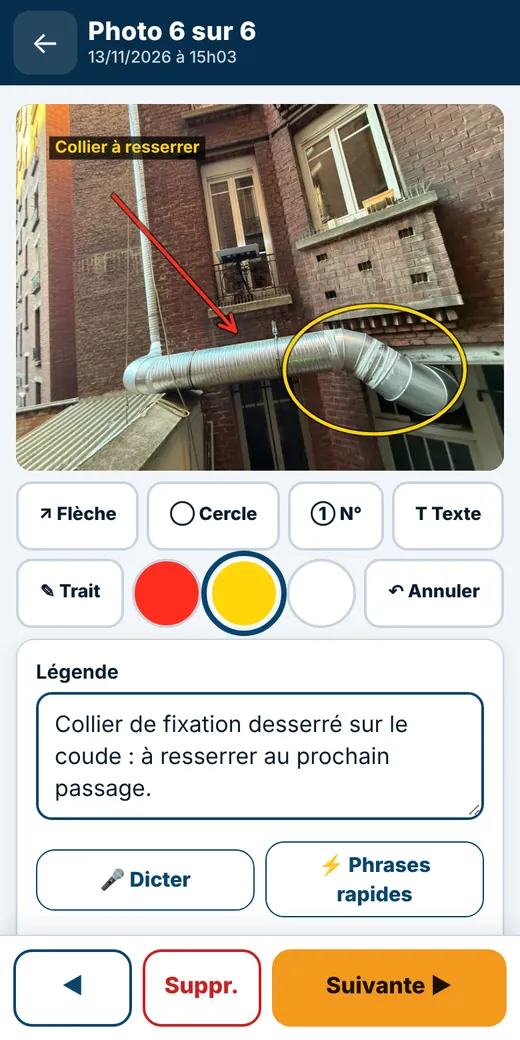 Photo 6 sur 6
13/11/2026 à 15h03
Collier à resserrer
Flèche
Cercle
1 N°
T Texte
Trait
Annuler
Légende
Collier de fixation desserré sur le
coude : à resserrer au prochain
passage.
Dicter
Phrases
rapides
Suppr.
Suivante